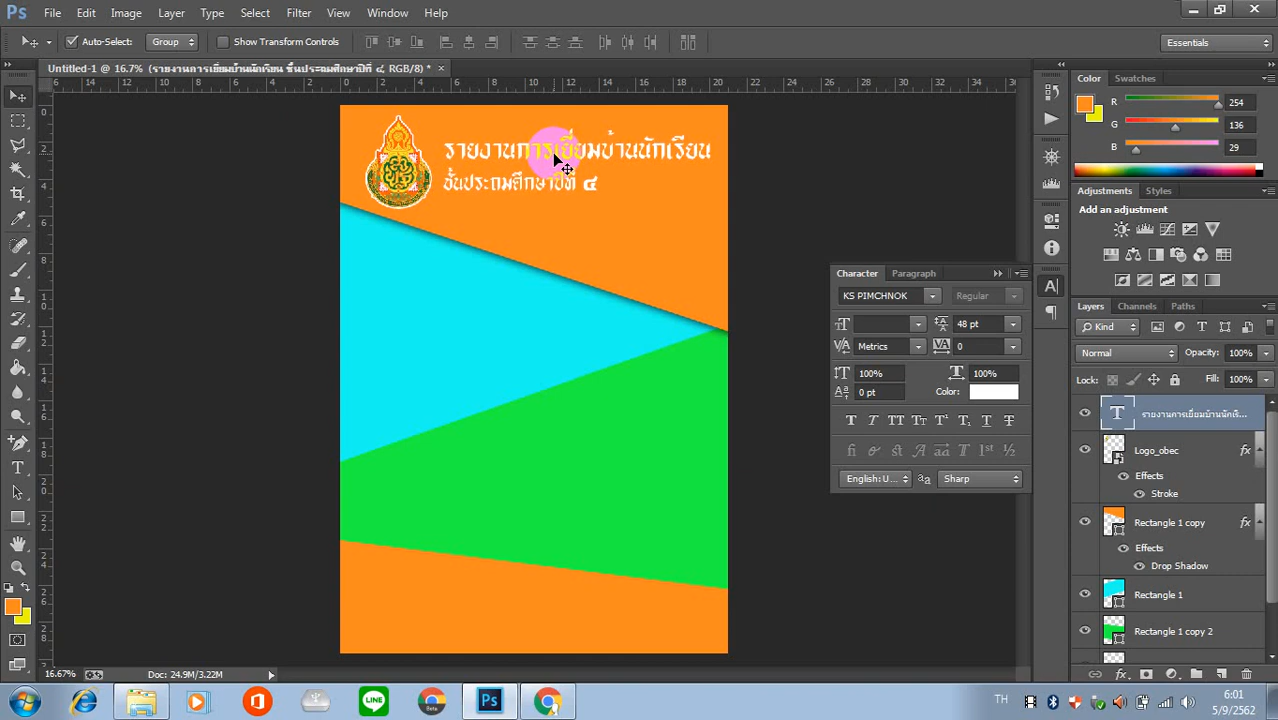 Ps File Edit Image Layer Type Select Filter View Window Help
Auto-Select: Group Show Transform Controls Essentials
Untitled-1 @ 16.7% (รายงานการเยี่ยมบ้านนักเรียน ชั้นประถมศึกษาปีที่ ๔, RGB/8) *
รายงานการเยี่ยมบ้านนักเรียน
ชั้นประถมศึกษาปีที่ ๔
Color Swatches
R 254
G 136
B 29
Adjustments Styles
Add an adjustment
Character Paragraph
KS PIMCHNOK Regular
48 pt
Metrics 0
100% 100%
0 pt Color:
English: U... aa Sharp
Layers Channels Paths
Kind
Normal Opacity: 100%
Lock: Fill: 100%
T รายงานการเยี่ยมบ้านนักเรี...
Logo_obec fx
Effects
Stroke
Rectangle 1 copy fx
Effects
Drop Shadow
Rectangle 1
Rectangle 1 copy 2
16.67% Doc: 24.9M/3.22M
LINE Beta Ps TH 6:01
5/9/2562